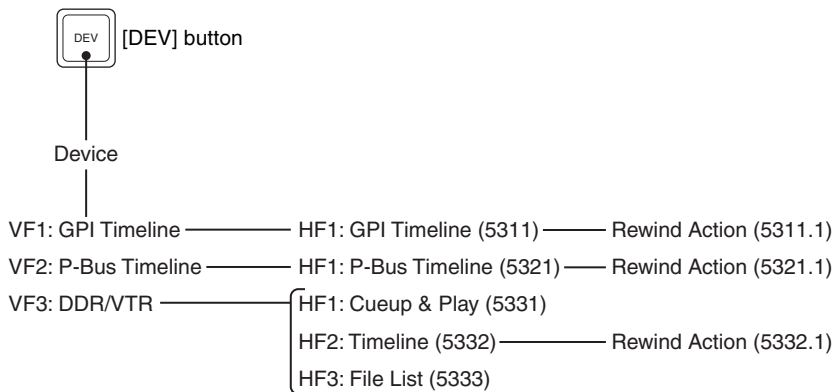 DEV [DEV] button
Device
VF1: GPI Timeline HF1: GPI Timeline (5311) Rewind Action (5311.1)
VF2: P-Bus Timeline HF1: P-Bus Timeline (5321) Rewind Action (5321.1)
VF3: DDR/VTR HF1: Cueup & Play (5331)
HF2: Timeline (5332) Rewind Action (5332.1)
HF3: File List (5333)